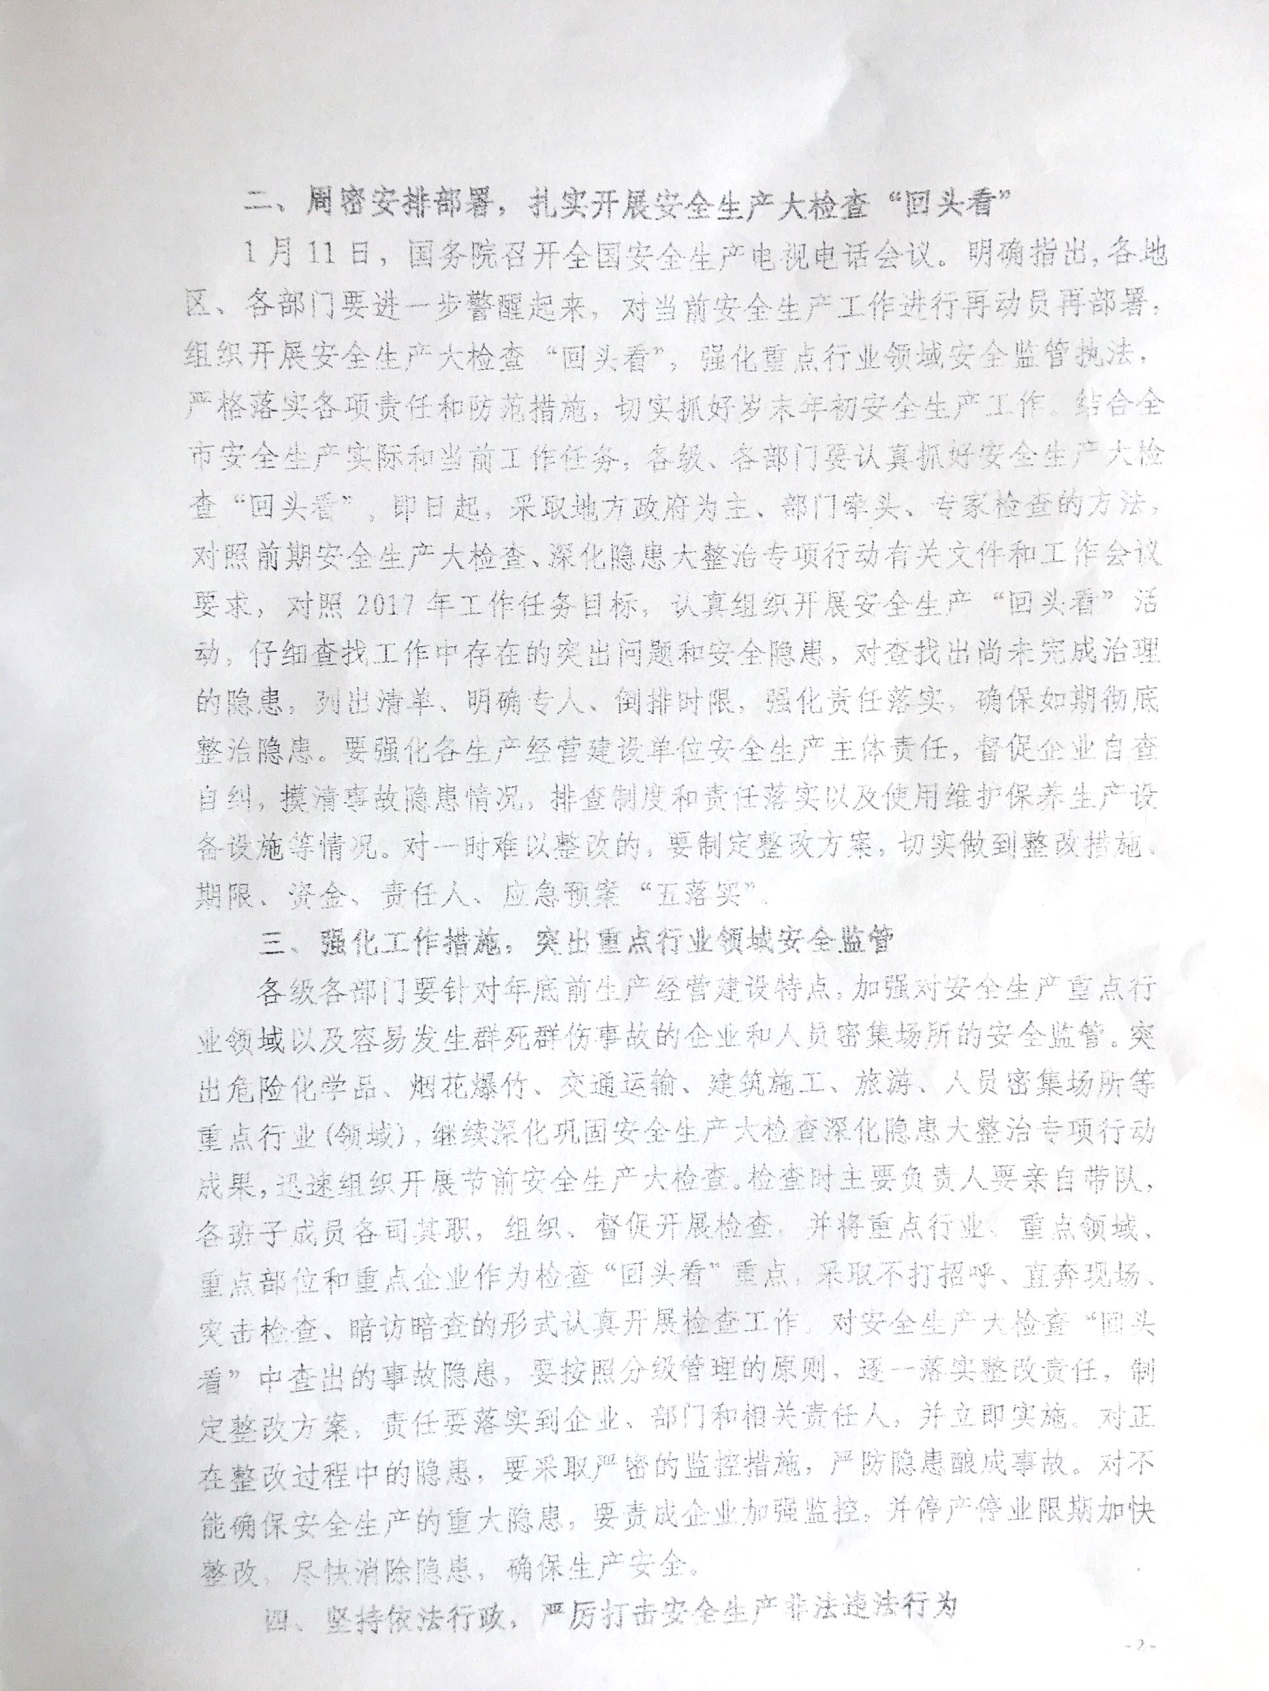 二、周密安排部署，扎实开展安全生产大检查“回头看”
1月11日，国务院召开全国安全生产电视电话会议。明确指出，各地
区、各部门要进一步警醒起来，对当前安全生产工作进行再动员再部署，
组织开展安全生产大检查“回头看”，强化重点行业领域安全监管执法，
严格落实各项责任和防范措施，切实抓好岁末年初安全生产工作。结合全
市安全生产实际和当前工作任务，各级、各部门要认真抓好安全生产大检
查“回头看”，即日起，采取地方政府为主、部门牵头、专家检查的方法，
对照前期安全生产大检查、深化隐患大整治专项行动有关文件和工作会议
要求，对照2017年工作任务目标，认真组织开展安全生产“回头看”活
动，仔细查找工作中存在的突出问题和安全隐患，对查找出尚未完成治理
的隐患，列出清单、明确专人、倒排时限，强化责任落实，确保如期彻底
整治隐患。要强化各生产经营建设单位安全生产主体责任，督促企业自查
自纠，摸清事故隐患情况，排查制度和责任落实以及使用维护保养生产设
备设施等情况。对一时难以整改的，要制定整改方案，切实做到整改措施、
期限、资金、责任人、应急预案“五落实”。
三、强化工作措施，突出重点行业领域安全监管
各级各部门要针对年底前生产经营建设特点，加强对安全生产重点行
业领域以及容易发生群死群伤事故的企业和人员密集场所的安全监管。突
出危险化学品、烟花爆竹、交通运输、建筑施工、旅游、人员密集场所等
重点行业(领域)，继续深化巩固安全生产大检查深化隐患大整治专项行动
成果，迅速组织开展节前安全生产大检查。检查时主要负责人要亲自带队，
各班子成员各司其职，组织、督促开展检查，并将重点行业、重点领域、
重点部位和重点企业作为检查“回头看”重点，采取不打招呼、直奔现场、
突击检查、暗访暗查的形式认真开展检查工作。对安全生产大检查“回头
看”中查出的事故隐患，要按照分级管理的原则，逐一落实整改责任，制
定整改方案，责任要落实到企业、部门和相关责任人，并立即实施。对正
在整改过程中的隐患，要采取严密的监控措施，严防隐患酿成事故。对不
能确保安全生产的重大隐患，要责成企业加强监控，并停产停业限期加快
整改，尽快消除隐患，确保生产安全。
四、坚持依法行政，严厉打击安全生产非法违法行为
-2-